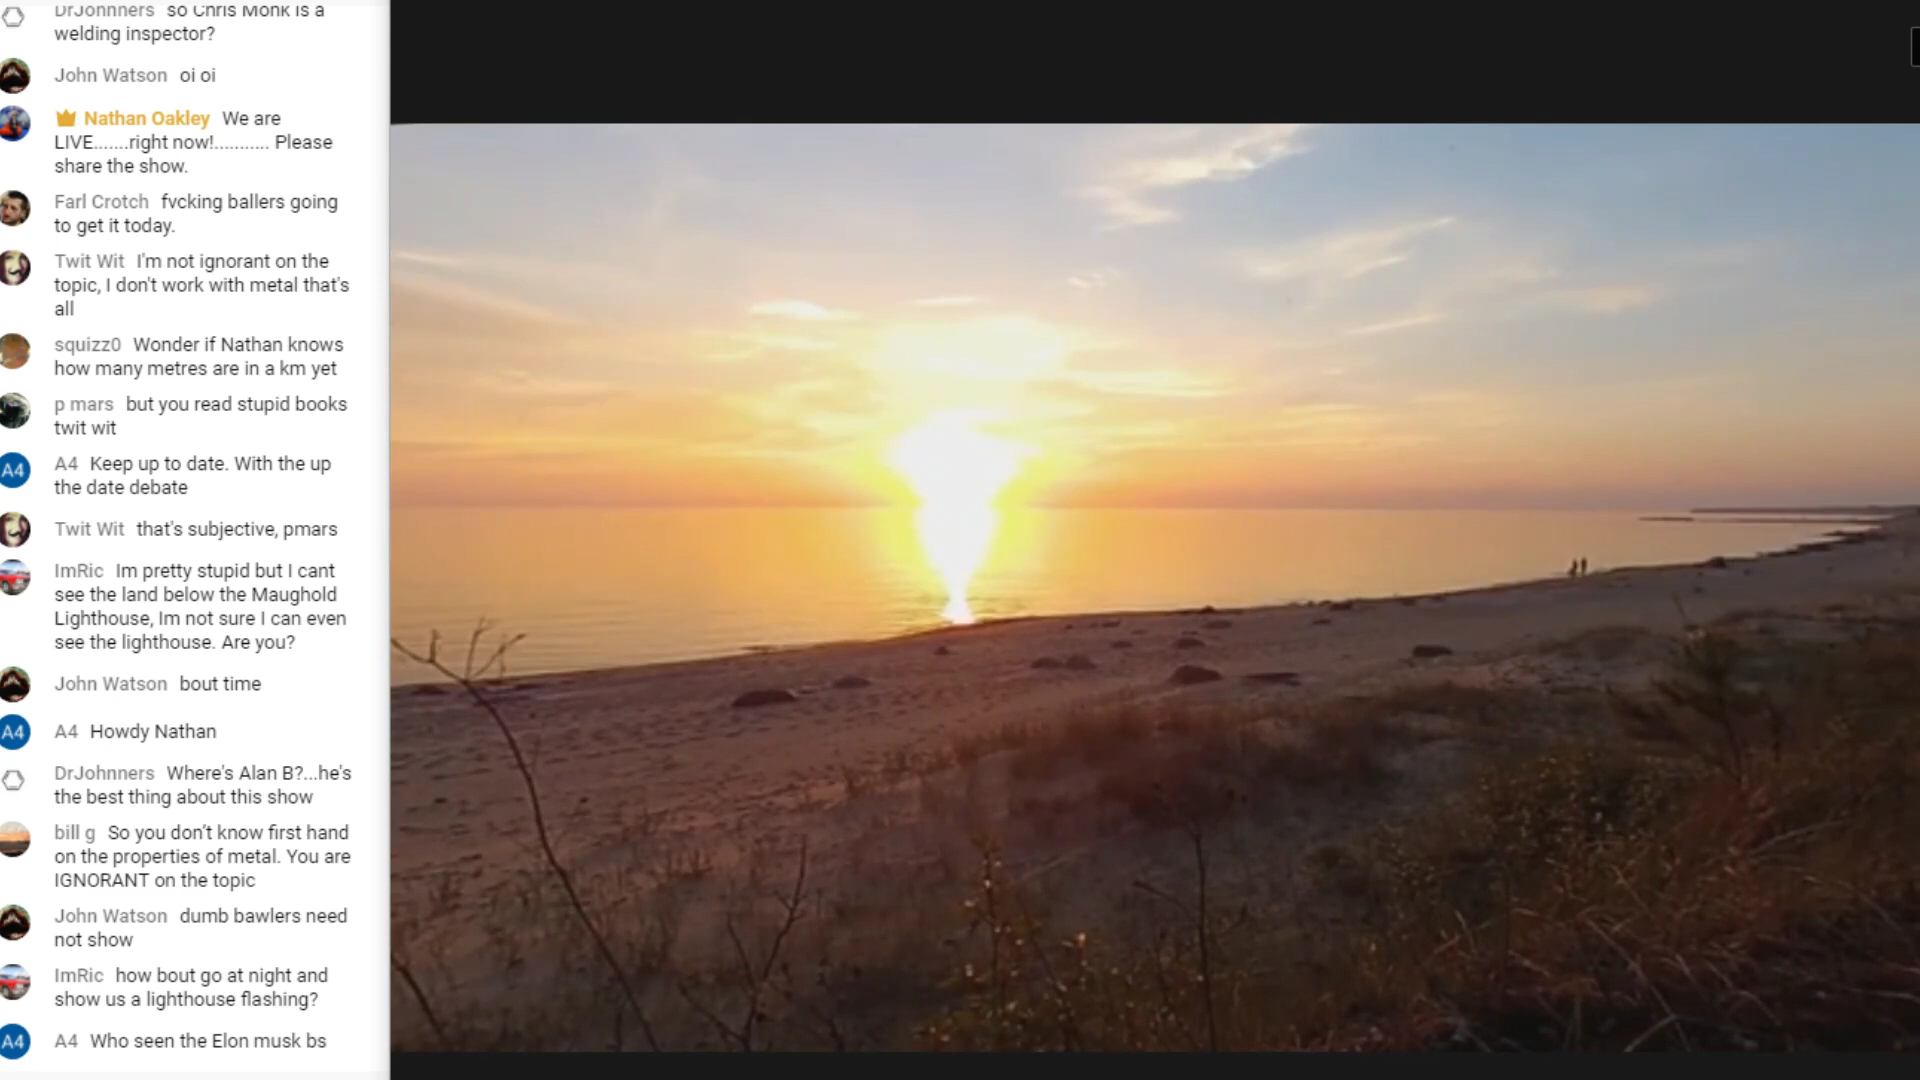 DrJohnners so Chris Monk is a
welding inspector?
John Watson oi oi
Nathan Oakley We are
LIVE.......right now!........... Please
share the show.
Farl Crotch fvcking ballers going
to get it today.
Twit Wit I'm not ignorant on the
topic, I don't work with metal that's
all
squizz0 Wonder if Nathan knows
how many metres are in a km yet
p mars but you read stupid books
twit wit
A4
A4 Keep up to date. With the up
the date debate
Twit Wit that's subjective, pmars
ImRic Im pretty stupid but I cant
see the land below the Maughold
Lighthouse, Im not sure I can even
see the lighthouse. Are you?
John Watson bout time
A4
A4 Howdy Nathan
DrJohnners Where's Alan B?...he's
the best thing about this show
bill g So you don't know first hand
on the properties of metal. You are
IGNORANT on the topic
John Watson dumb bawlers need
not show
ImRic how bout go at night and
show us a lighthouse flashing?
A4
A4 Who seen the Elon musk bs